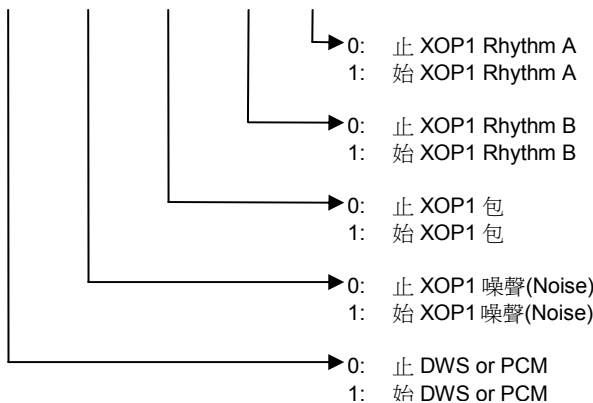 0: 止 XOP1 Rhythm A
1: 始 XOP1 Rhythm A
0: 止 XOP1 Rhythm B
1: 始 XOP1 Rhythm B
0: 止 XOP1 包
1: 始 XOP1 包
0: 止 XOP1 噪聲(Noise)
1: 始 XOP1 噪聲(Noise)
0: 止 DWS or PCM
1: 始 DWS or PCM